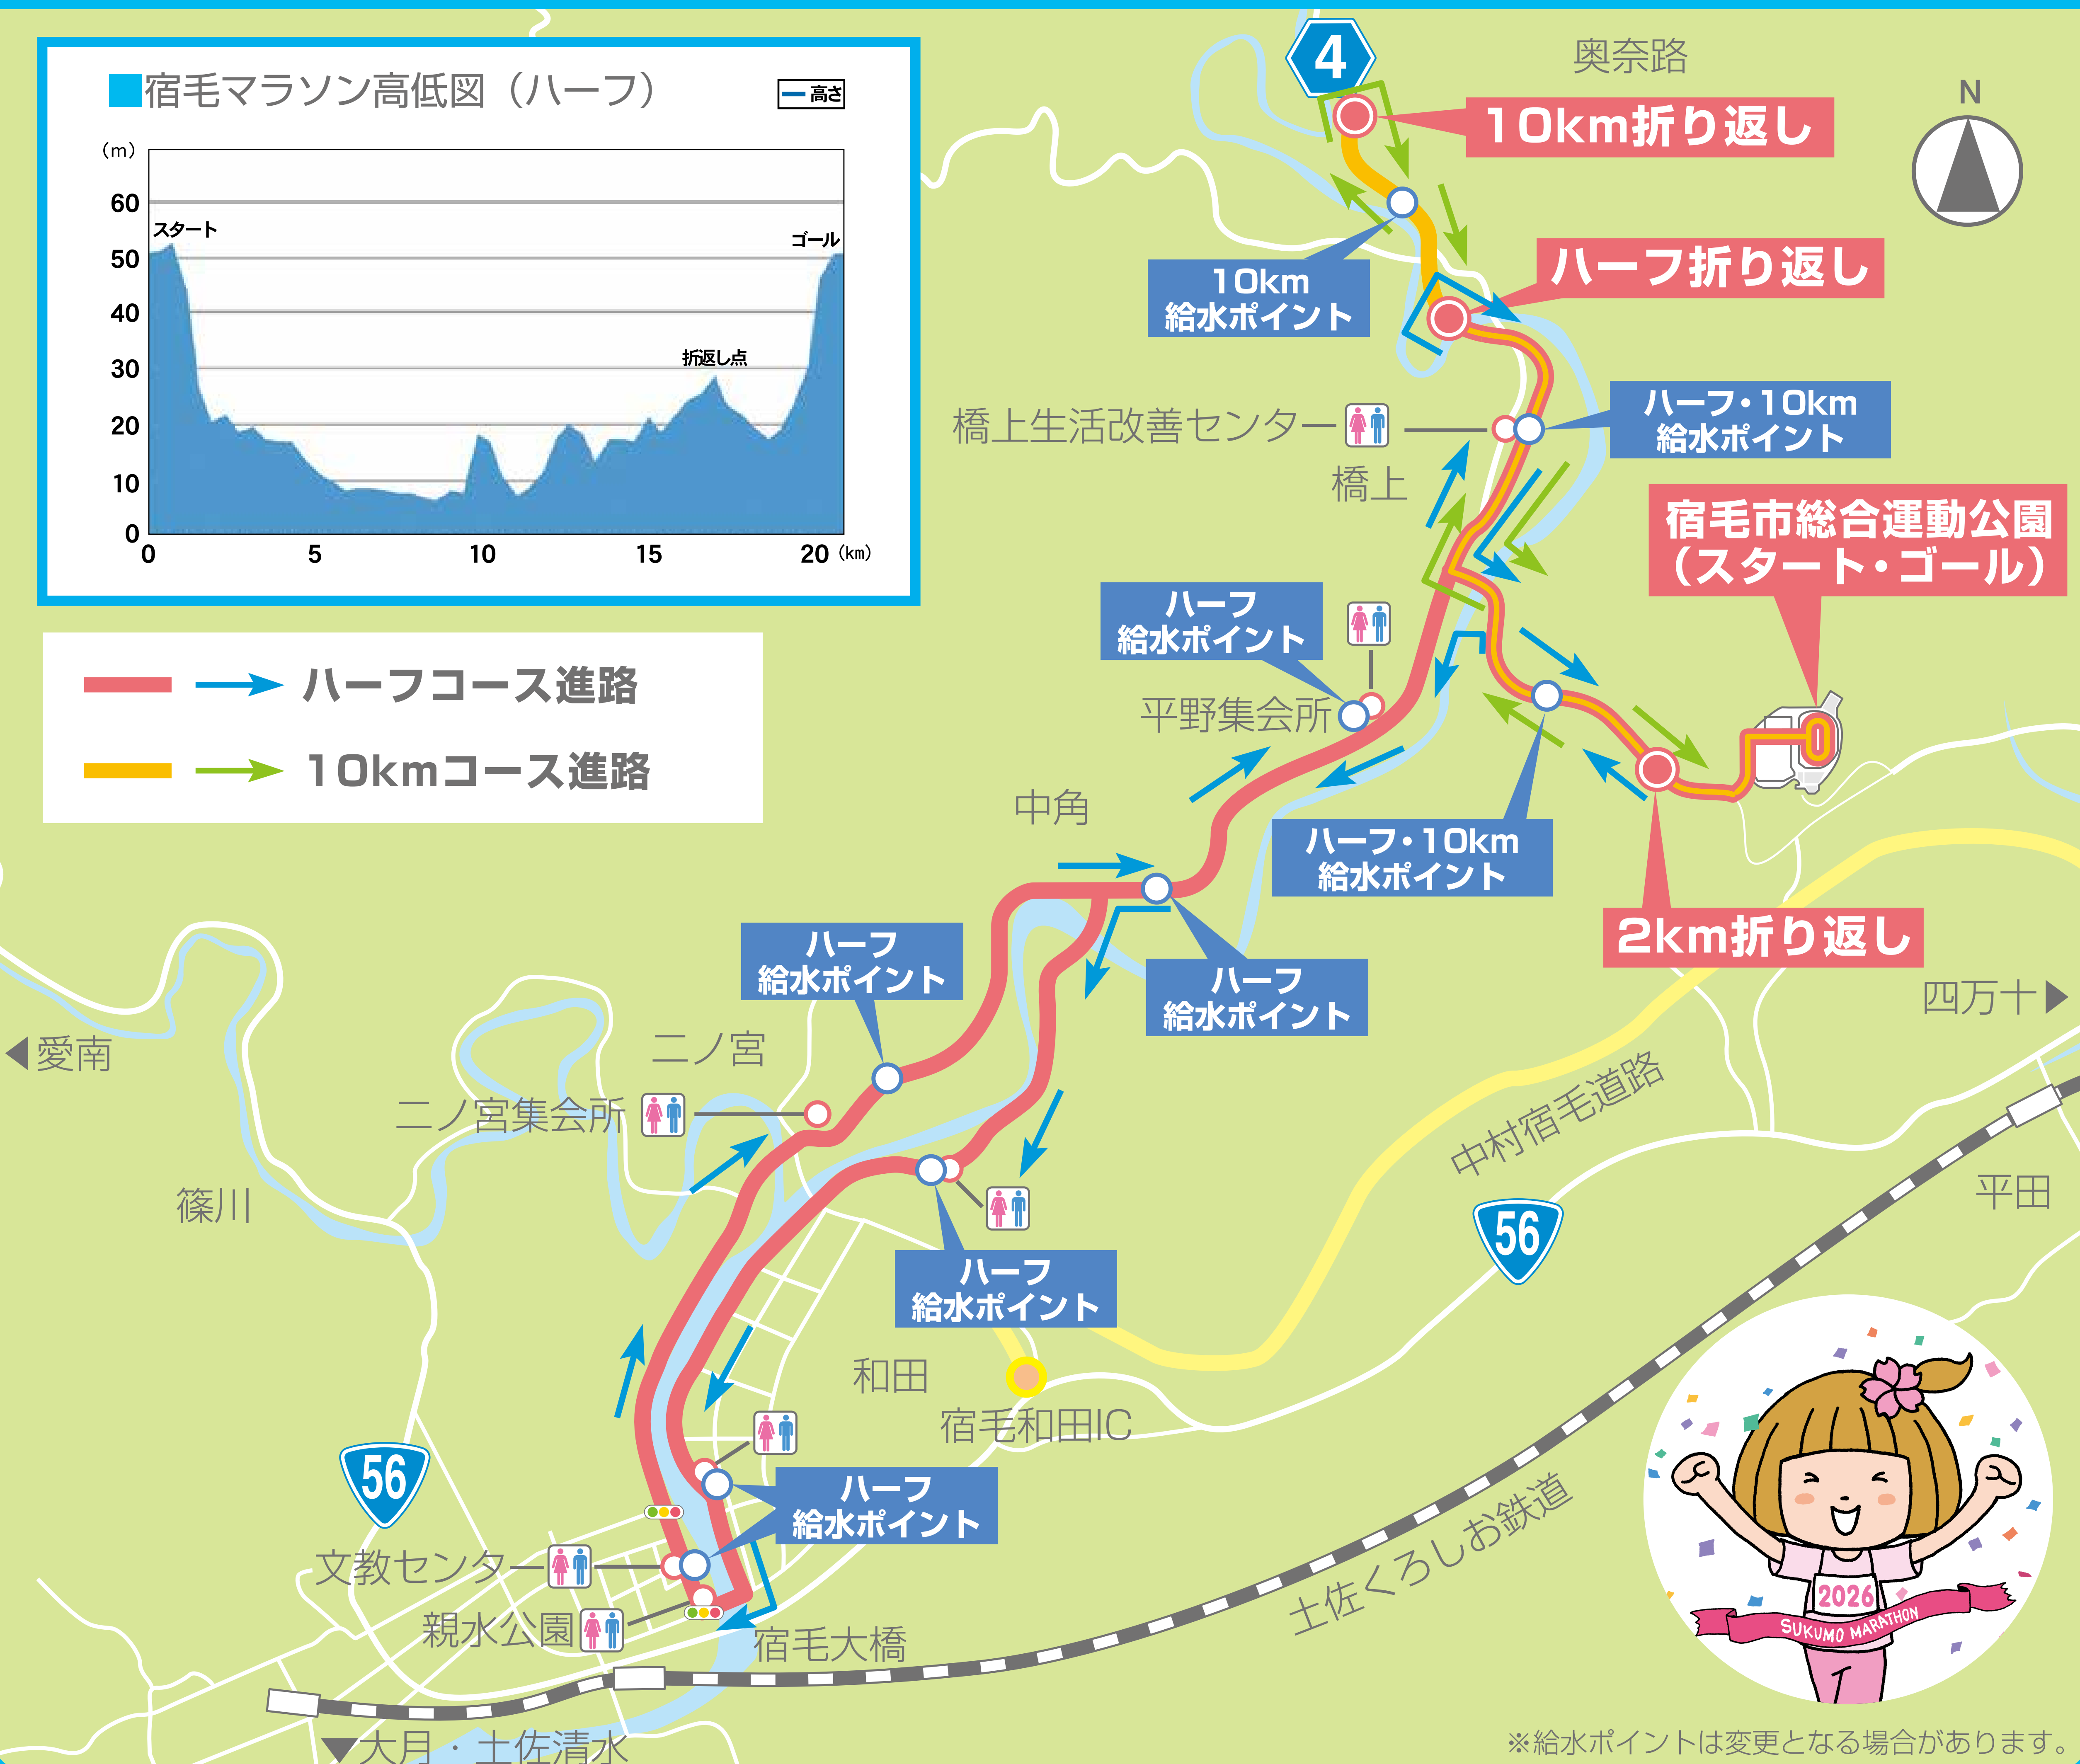 ■宿毛マラソン高低図（ハーフ）
高さ
（m）
60
50
40
30
20
10
0
スタート
折返し点
ゴール
0 5 10 15 20（km）
ハーフコース進路
10kmコース進路
4
奥奈路
N
10km折り返し
10km
給水ポイント
ハーフ折り返し
ハーフ・10km
給水ポイント
橋上生活改善センター
橋上
宿毛市総合運動公園
（スタート・ゴール）
ハーフ
給水ポイント
平野集会所
中角
ハーフ・10km
給水ポイント
2km折り返し
ハーフ
給水ポイント
ハーフ
給水ポイント
四万十▶
◀愛南
二ノ宮
二ノ宮集会所
中村宿毛道路
篠川
平田
56
ハーフ
給水ポイント
和田
宿毛和田IC
56
ハーフ
給水ポイント
文教センター
親水公園
宿毛大橋
土佐くろしお鉄道
2026
SUKUMO MARATHON
▼大月・土佐清水
※給水ポイントは変更となる場合があります。